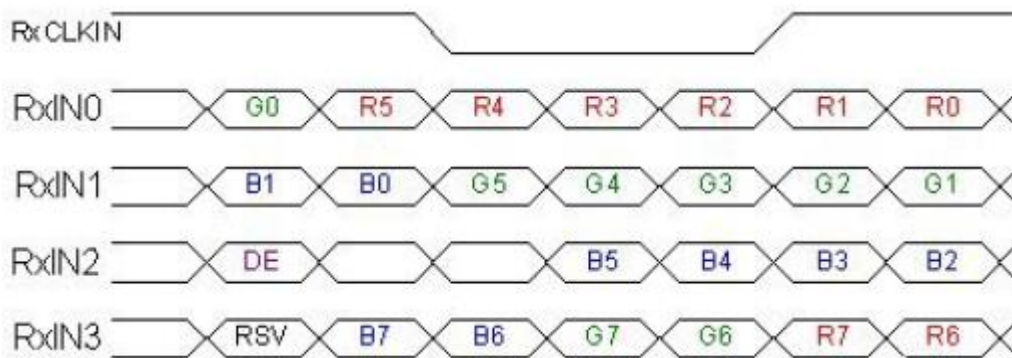 Rx CLKIN
RxIN0 G0 R5 R4 R3 R2 R1 R0
RxIN1 B1 B0 G5 G4 G3 G2 G1
RxIN2 DE B5 B4 B3 B2
RxIN3 RSV B7 B6 G7 G6 R7 R6